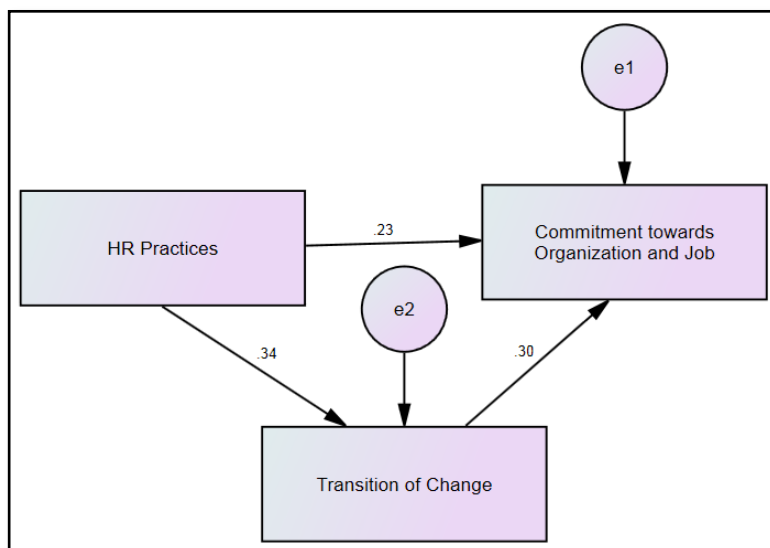 e1
HR Practices
.23
Commitment towards
Organization and Job
e2
.34
.30
Transition of Change